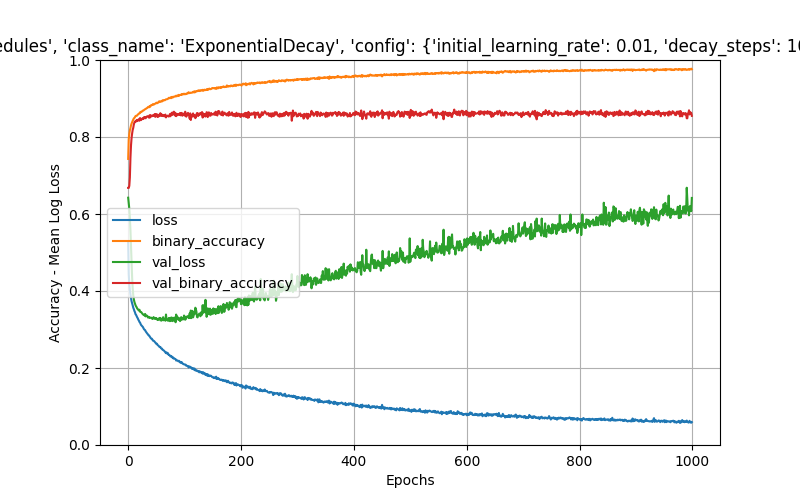 edules', 'class_name': 'ExponentialDecay', 'config': {'initial_learning_rate': 0.01, 'decay_steps': 10
1.0
0.8
0.6
0.4
0.2
0.0
Accuracy - Mean Log Loss
loss
binary_accuracy
val_loss
val_binary_accuracy
0 200 400 600 800 1000
Epochs